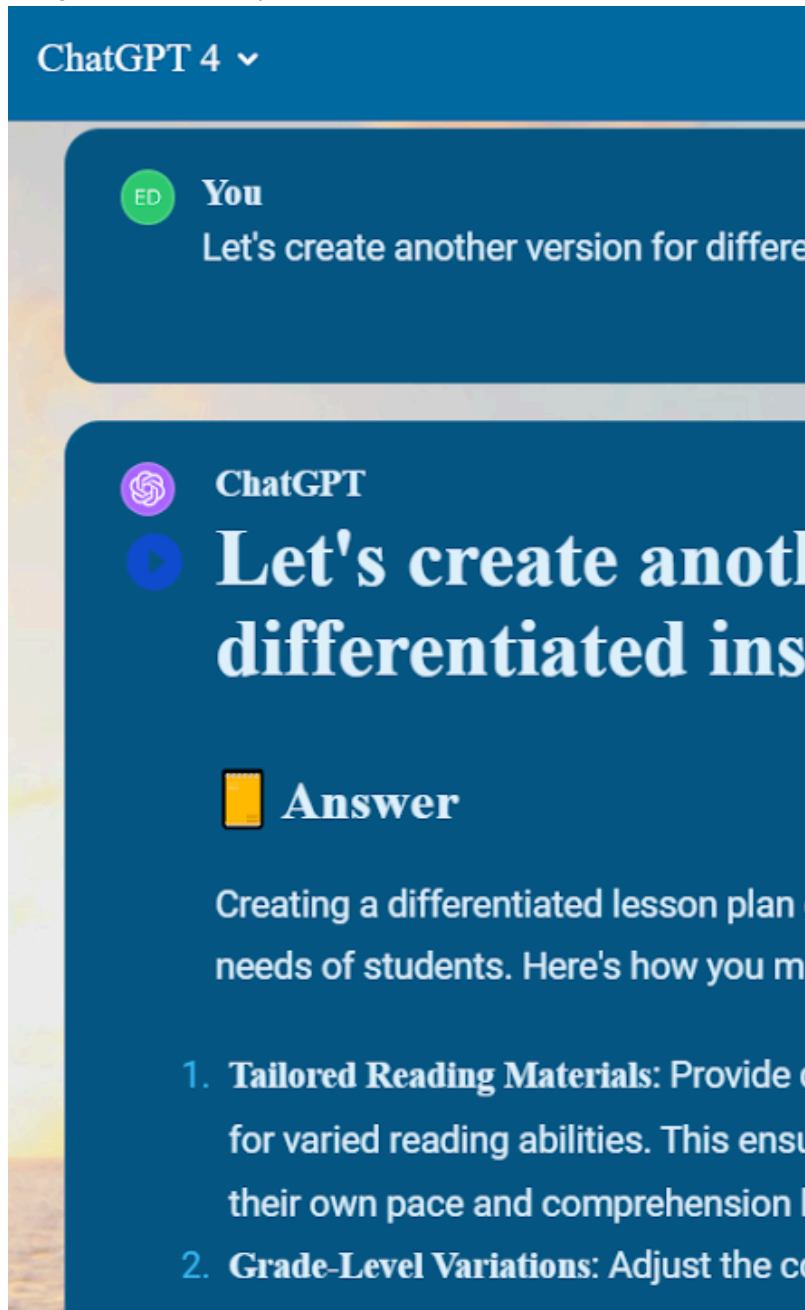 ChatGPT 4
ED
You
Let's create another version for differe
ChatGPT
Let's create anoth
differentiated ins
Answer
Creating a differentiated lesson plan
needs of students. Here's how you m
1. Tailored Reading Materials: Provide
for varied reading abilities. This ensu
their own pace and comprehension
2. Grade-Level Variations: Adjust the co